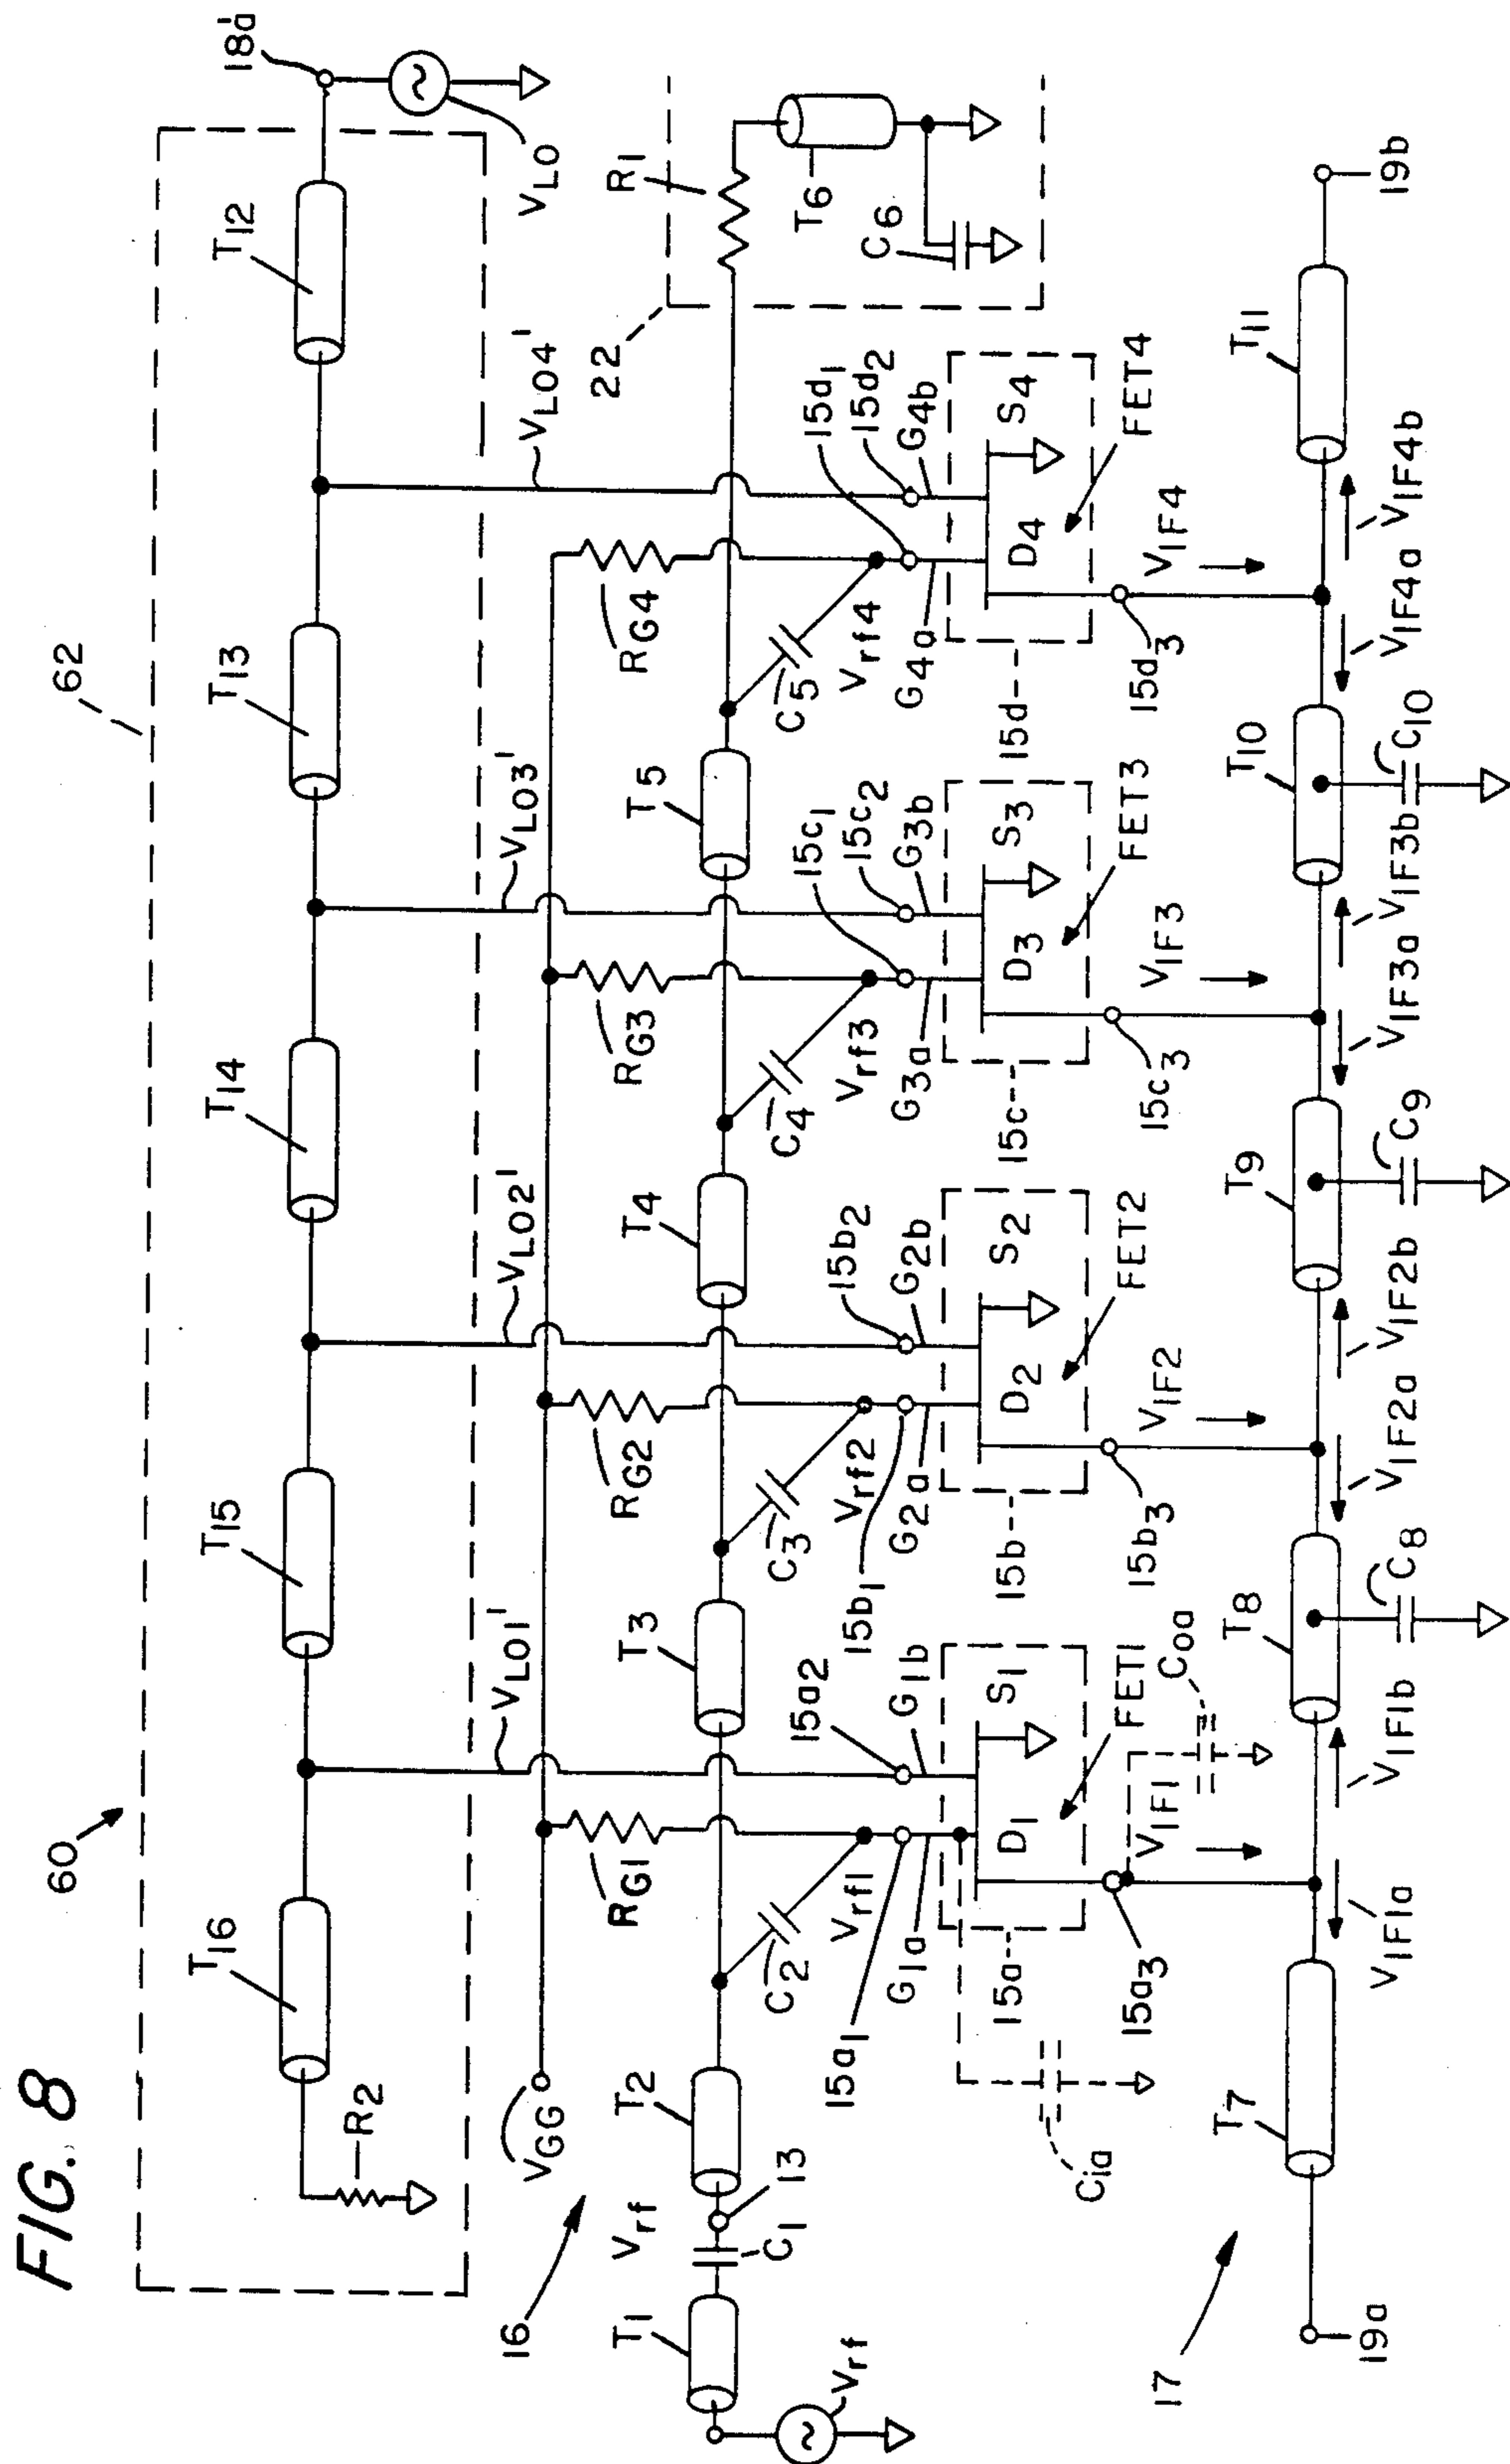 FIG. 8
60
62
T16
T15
T14
T13
T12
18'a
R2
VLO
VLO1'
VLO2'
VLO3'
VLO4'
VGG
16
RG1
RG2
RG3
RG4
22
R1
T6
C6
Vrf
T1
Vrf
C1
13
T2
T3
T4
T5
C2
C3
C4
C5
Vrf1
Vrf2
Vrf3
Vrf4
15a1
15a2
15b1
15b2
15c1
15c2
15d1
15d2
G1a
G1b
G2a
G2b
G3a
G3b
G4a
G4b
15a
D1
S1
15b
D2
S2
15c
D3
S3
15d
D4
S4
FET1
FET2
FET3
FET4
Cia
Coa
15a3
15b3
15c3
15d3
VIF1
VIF2
VIF3
VIF4
17
19a
T7
T8
T9
T10
T11
19b
VIF1a
VIF1b
C8
VIF2a
VIF2b
C9
VIF3a
VIF3b
C10
VIF4a
VIF4b